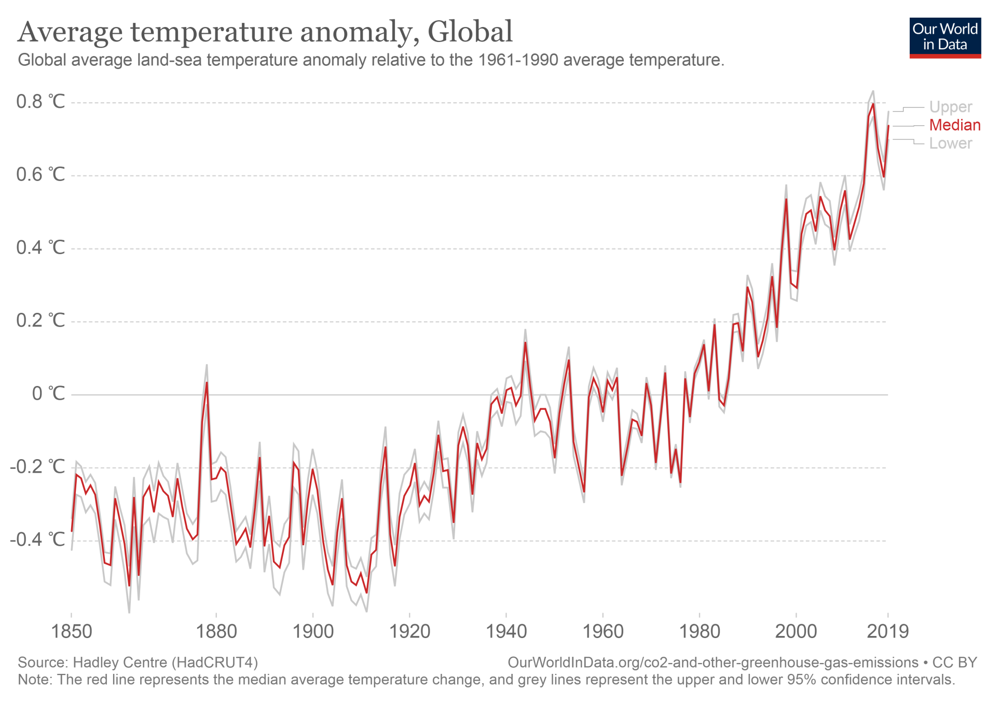 Average temperature anomaly, Global
Global average land-sea temperature anomaly relative to the 1961-1990 average temperature.
Our World
in Data
0.8 °C
0.6 °C
0.4 °C
0.2 °C
0 °C
-0.2 °C
-0.4 °C
Upper
Median
Lower
1850 1880 1900 1920 1940 1960 1980 2000 2019
Source: Hadley Centre (HadCRUT4)
OurWorldInData.org/co2-and-other-greenhouse-gas-emissions • CC BY
Note: The red line represents the median average temperature change, and grey lines represent the upper and lower 95% confidence intervals.